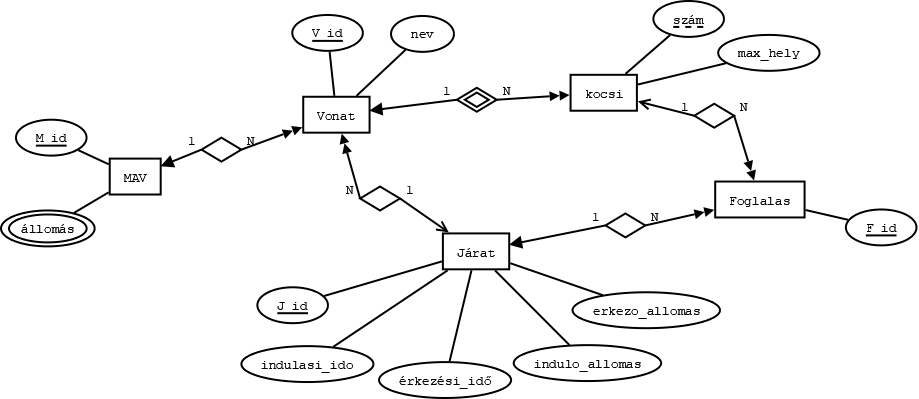 szám
V_id
nev
max_hely
1
N
kocsi
1
N
Vonat
M_id
1
N
MAV
N
1
Foglalas
állomás
1
N
F_id
Járat
J_id
erkezo_allomas
indulasi_ido
indulo_allomas
érkezési_idő